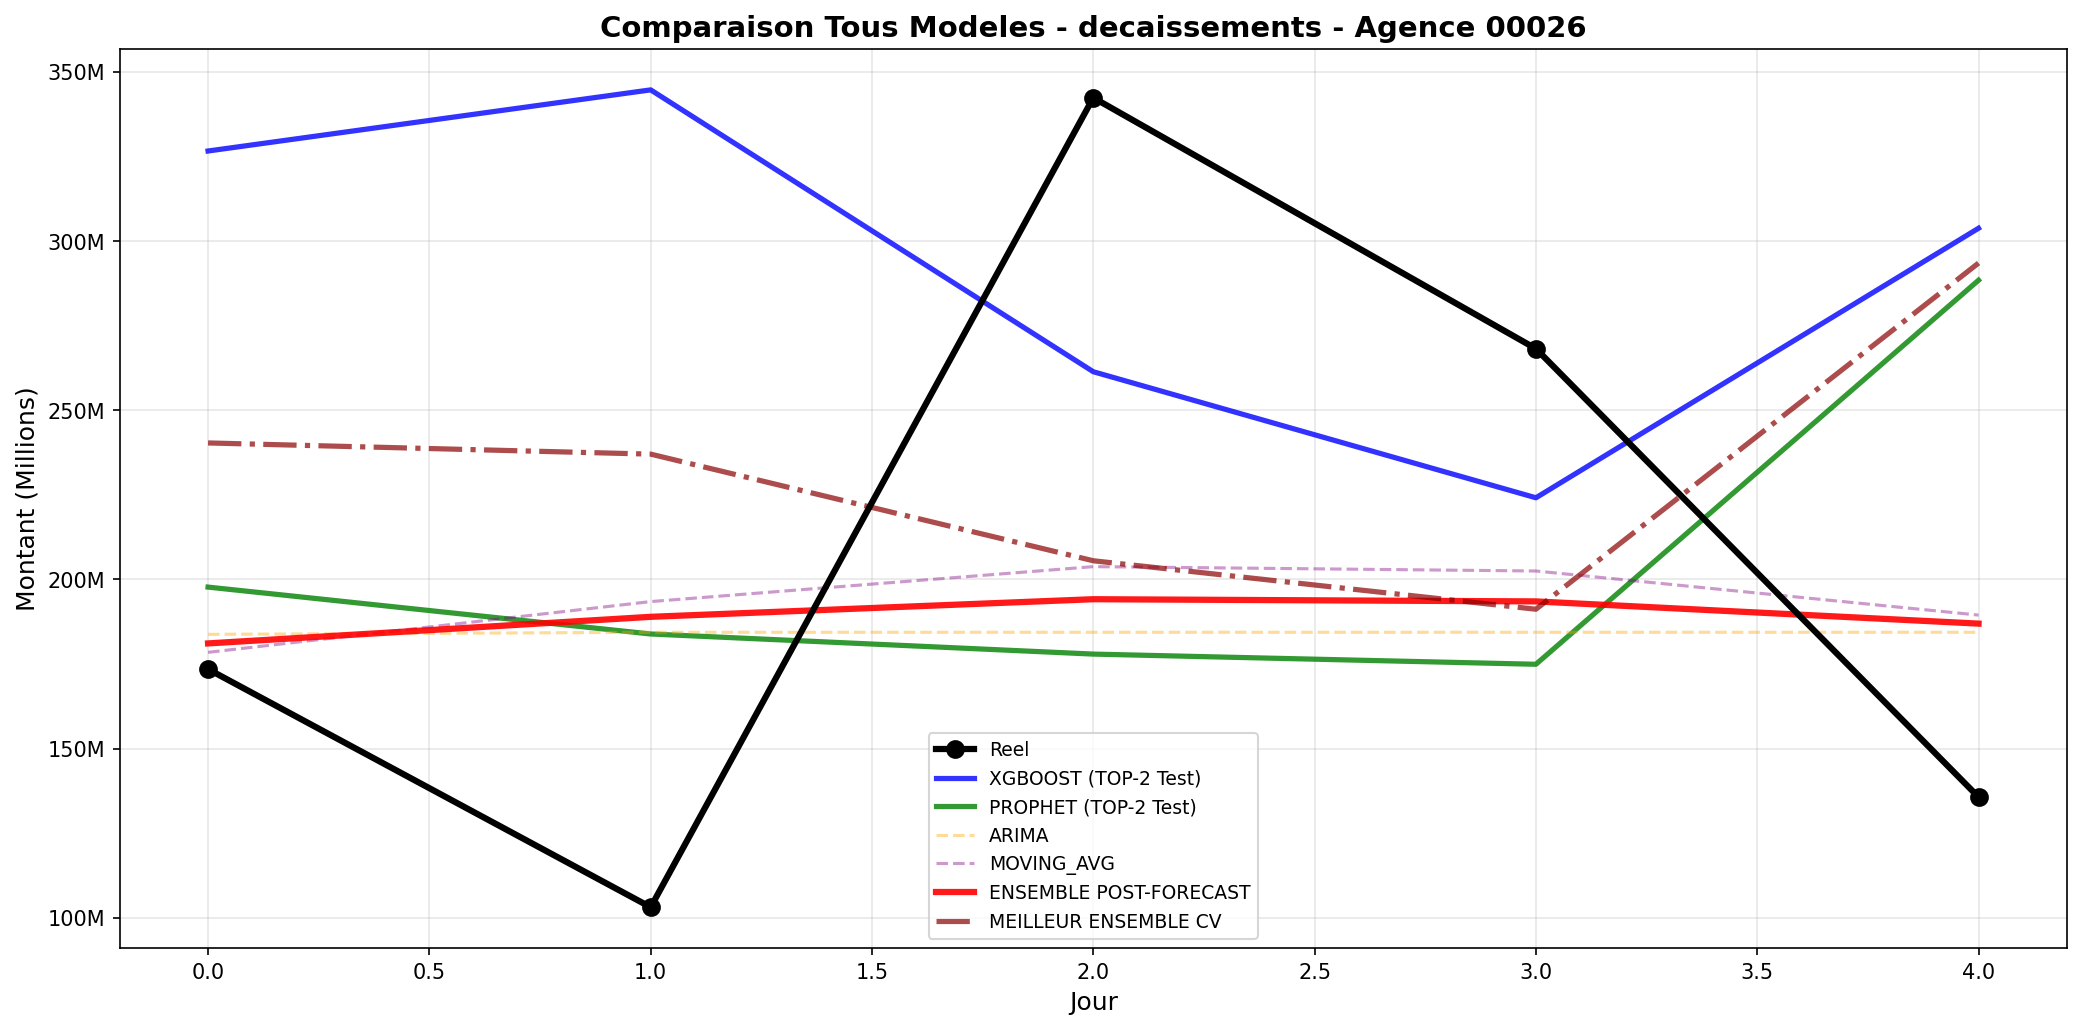 Comparaison Tous Modeles - decaissements - Agence 00026
350M
300M
250M
200M
150M
100M
Montant (Millions)
Reel
XGBOOST (TOP-2 Test)
PROPHET (TOP-2 Test)
ARIMA
MOVING_AVG
ENSEMBLE POST-FORECAST
MEILLEUR ENSEMBLE CV
0.0 0.5 1.0 1.5 2.0 2.5 3.0 3.5 4.0
Jour